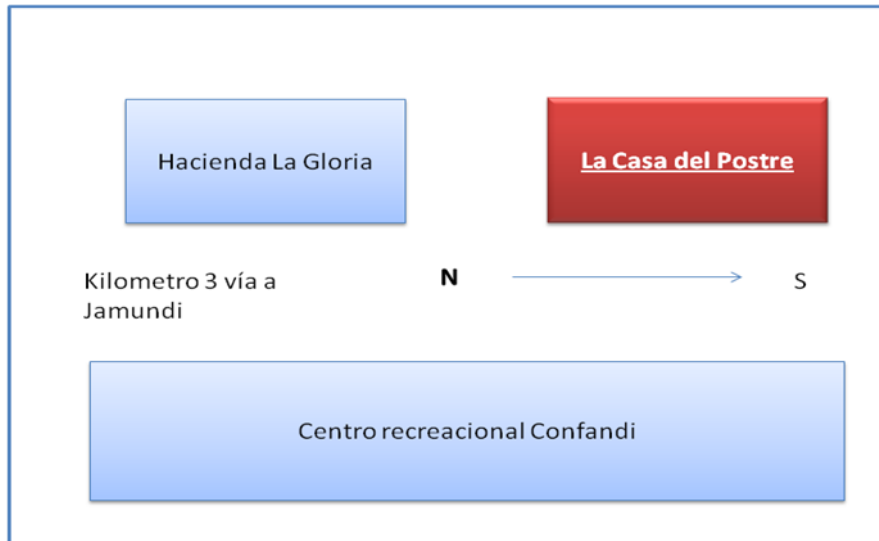 Hacienda La Gloria
La Casa del Postre
Kilometro 3 vía a
Jamundi
N
S
Centro recreacional Confandi